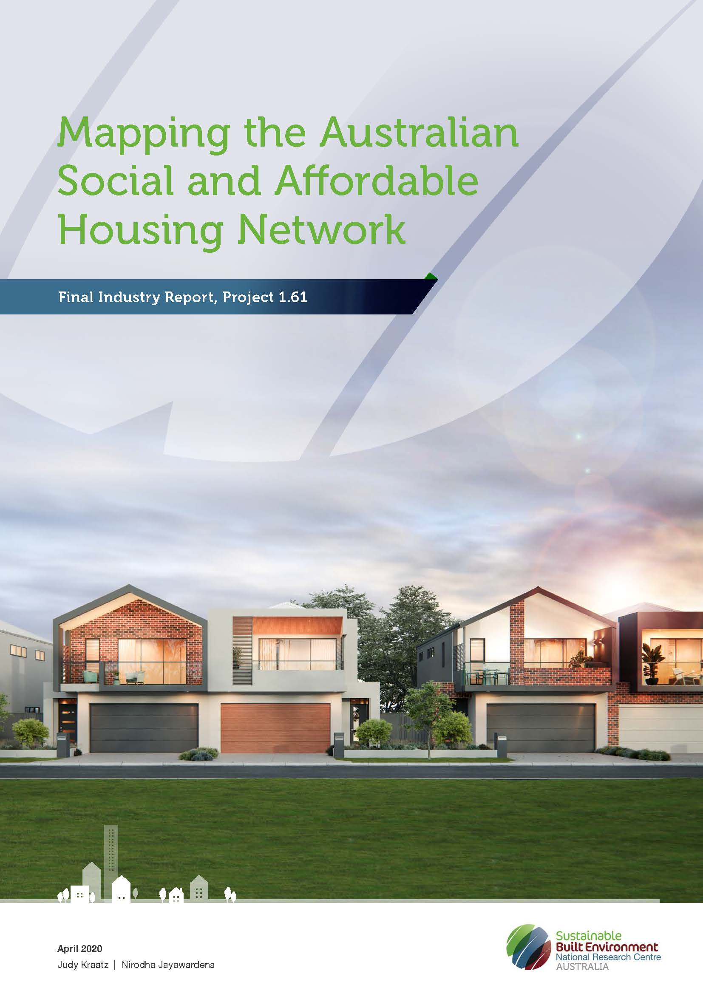 Mapping the Australian
Social and Affordable
Housing Network
Final Industry Report, Project 1.61
April 2020
Judy Kraatz | Nirodha Jayawardena
Sustainable
Built Environment
National Research Centre
AUSTRALIA